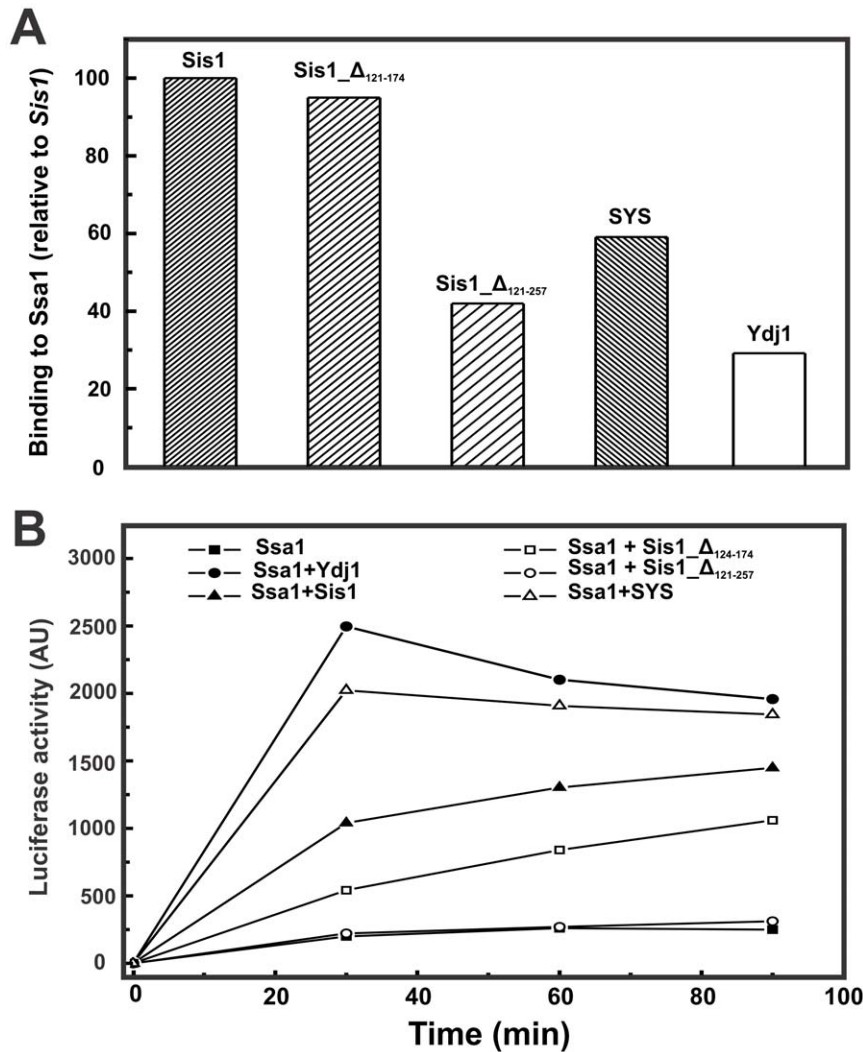 A
Binding to Ssa1 (relative to Sis1)
100
80
60
40
20
0
Sis1
Sis1_Δ121-174
Sis1_Δ121-257
SYS
Ydj1
B
Luciferase activity (AU)
3000
2500
2000
1500
1000
500
0
Ssa1
Ssa1+Ydj1
Ssa1+Sis1
Ssa1 + Sis1_Δ124-174
Ssa1 + Sis1_Δ121-257
Ssa1+SYS
0 20 40 60 80 100
Time (min)